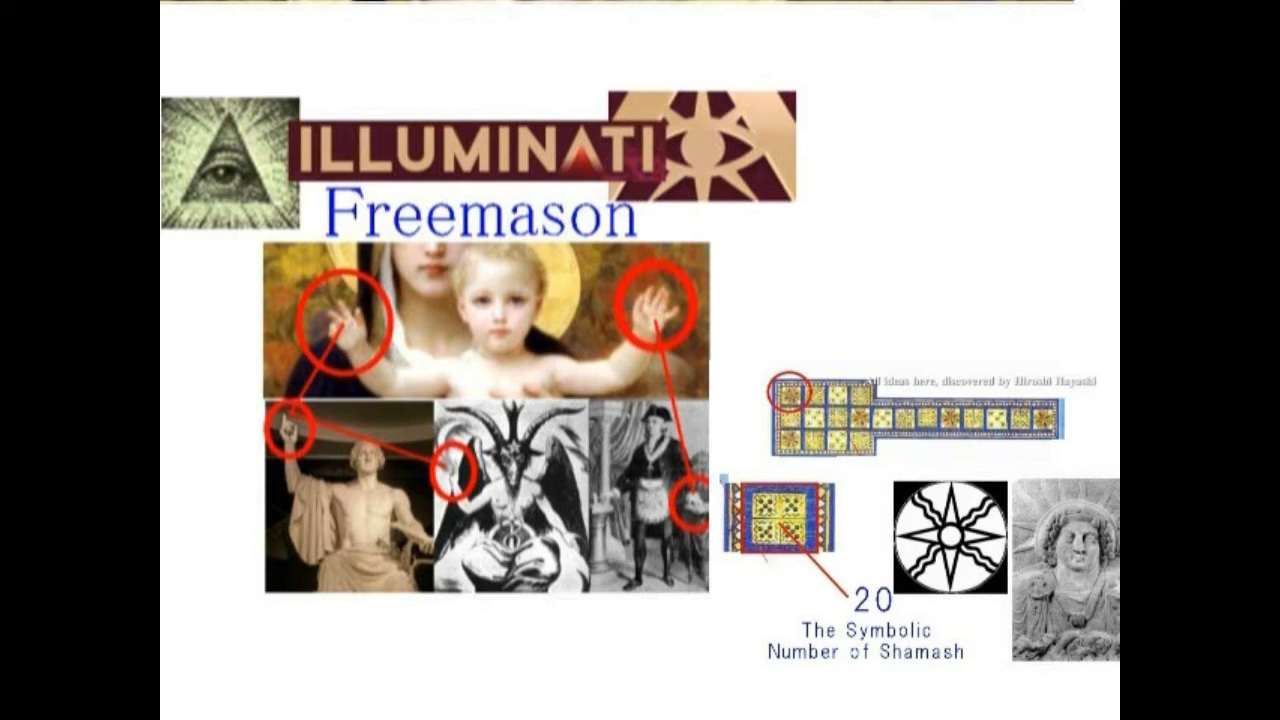 ILLUMINATI
Freemason
All ideas here, discovered by Hiroshi Hayashi
20
The Symbolic
Number of Shamash